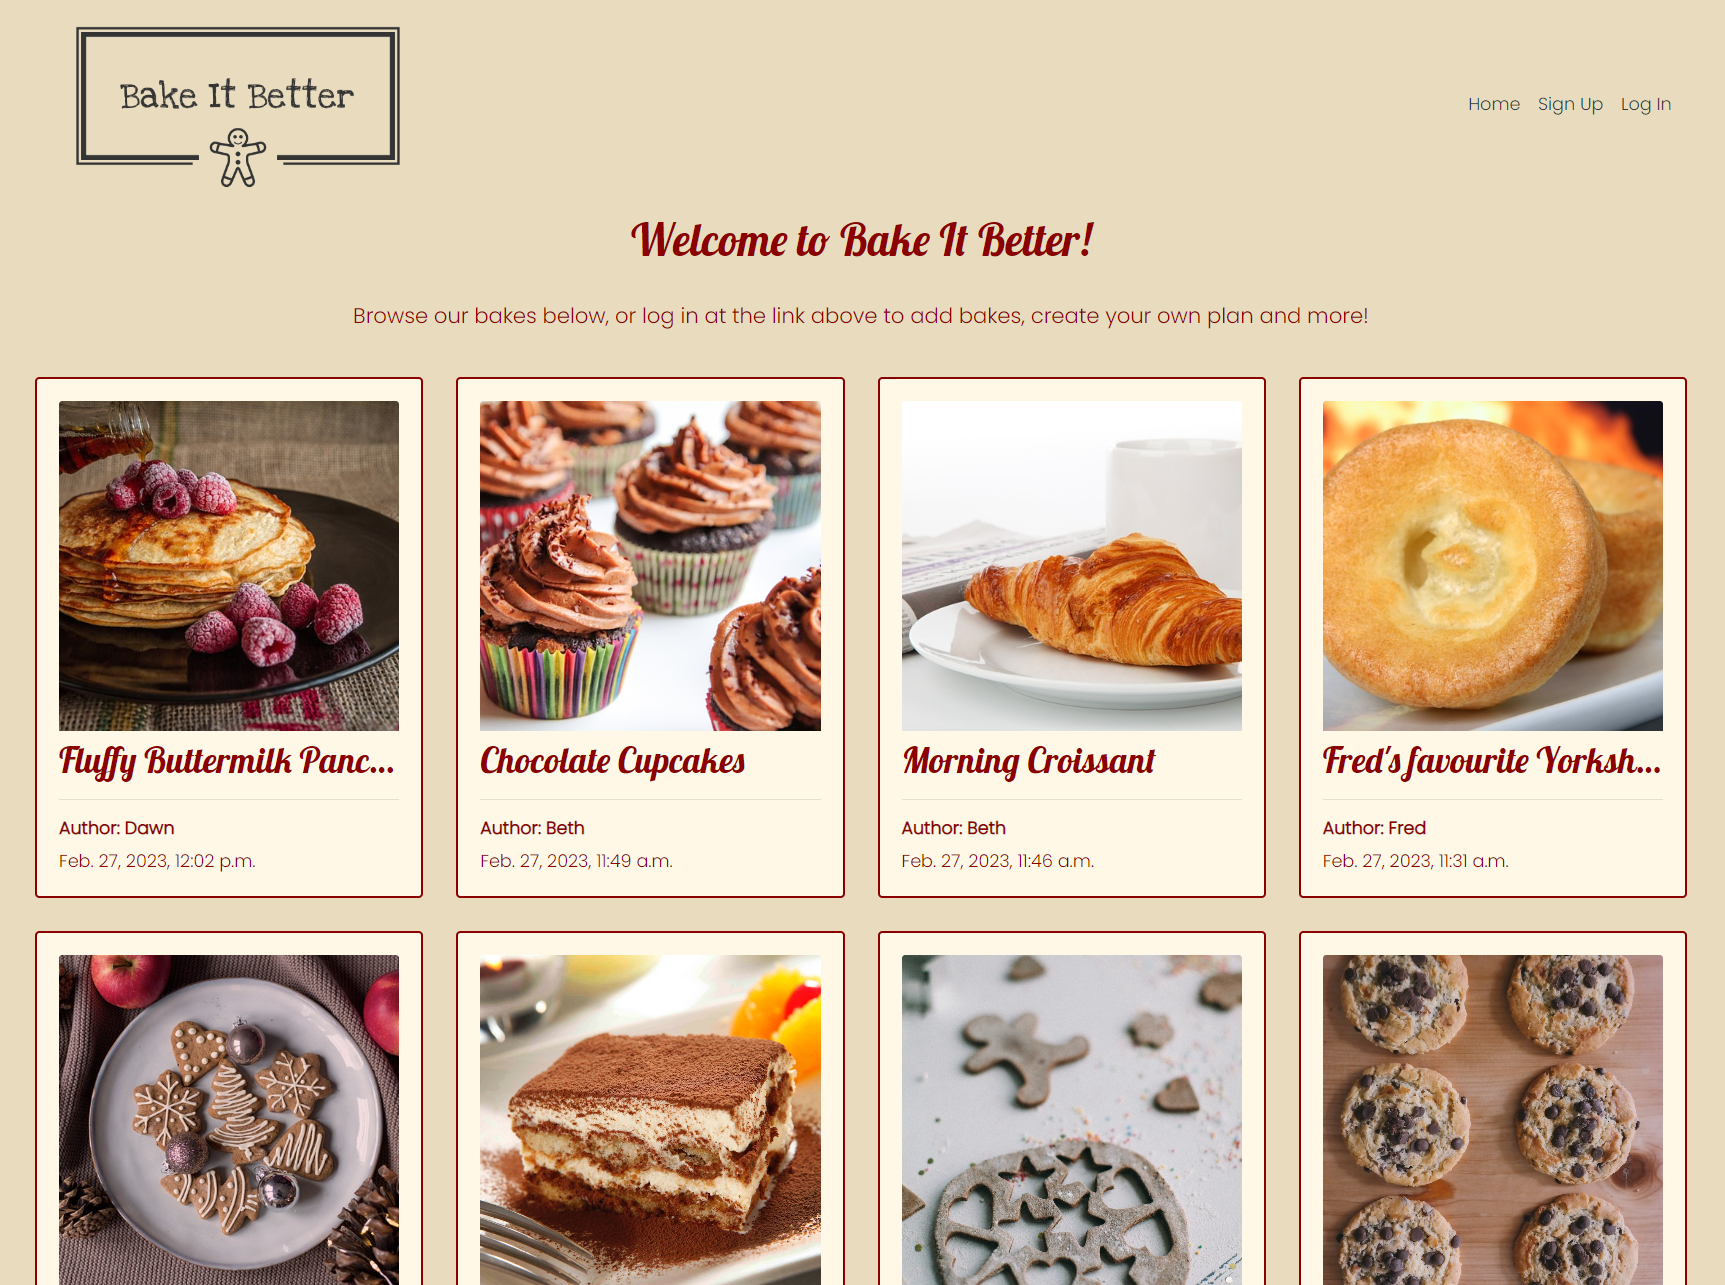 Bake It Better
Home Sign Up Log In
Welcome to Bake It Better!
Browse our bakes below, or log in at the link above to add bakes, create your own plan and more!
Fluffy Buttermilk Panc...
Author: Dawn
Feb. 27, 2023, 12:02 p.m.
Chocolate Cupcakes
Author: Beth
Feb. 27, 2023, 11:49 a.m.
Morning Croissant
Author: Beth
Feb. 27, 2023, 11:46 a.m.
Fred's favourite Yorksh...
Author: Fred
Feb. 27, 2023, 11:31 a.m.